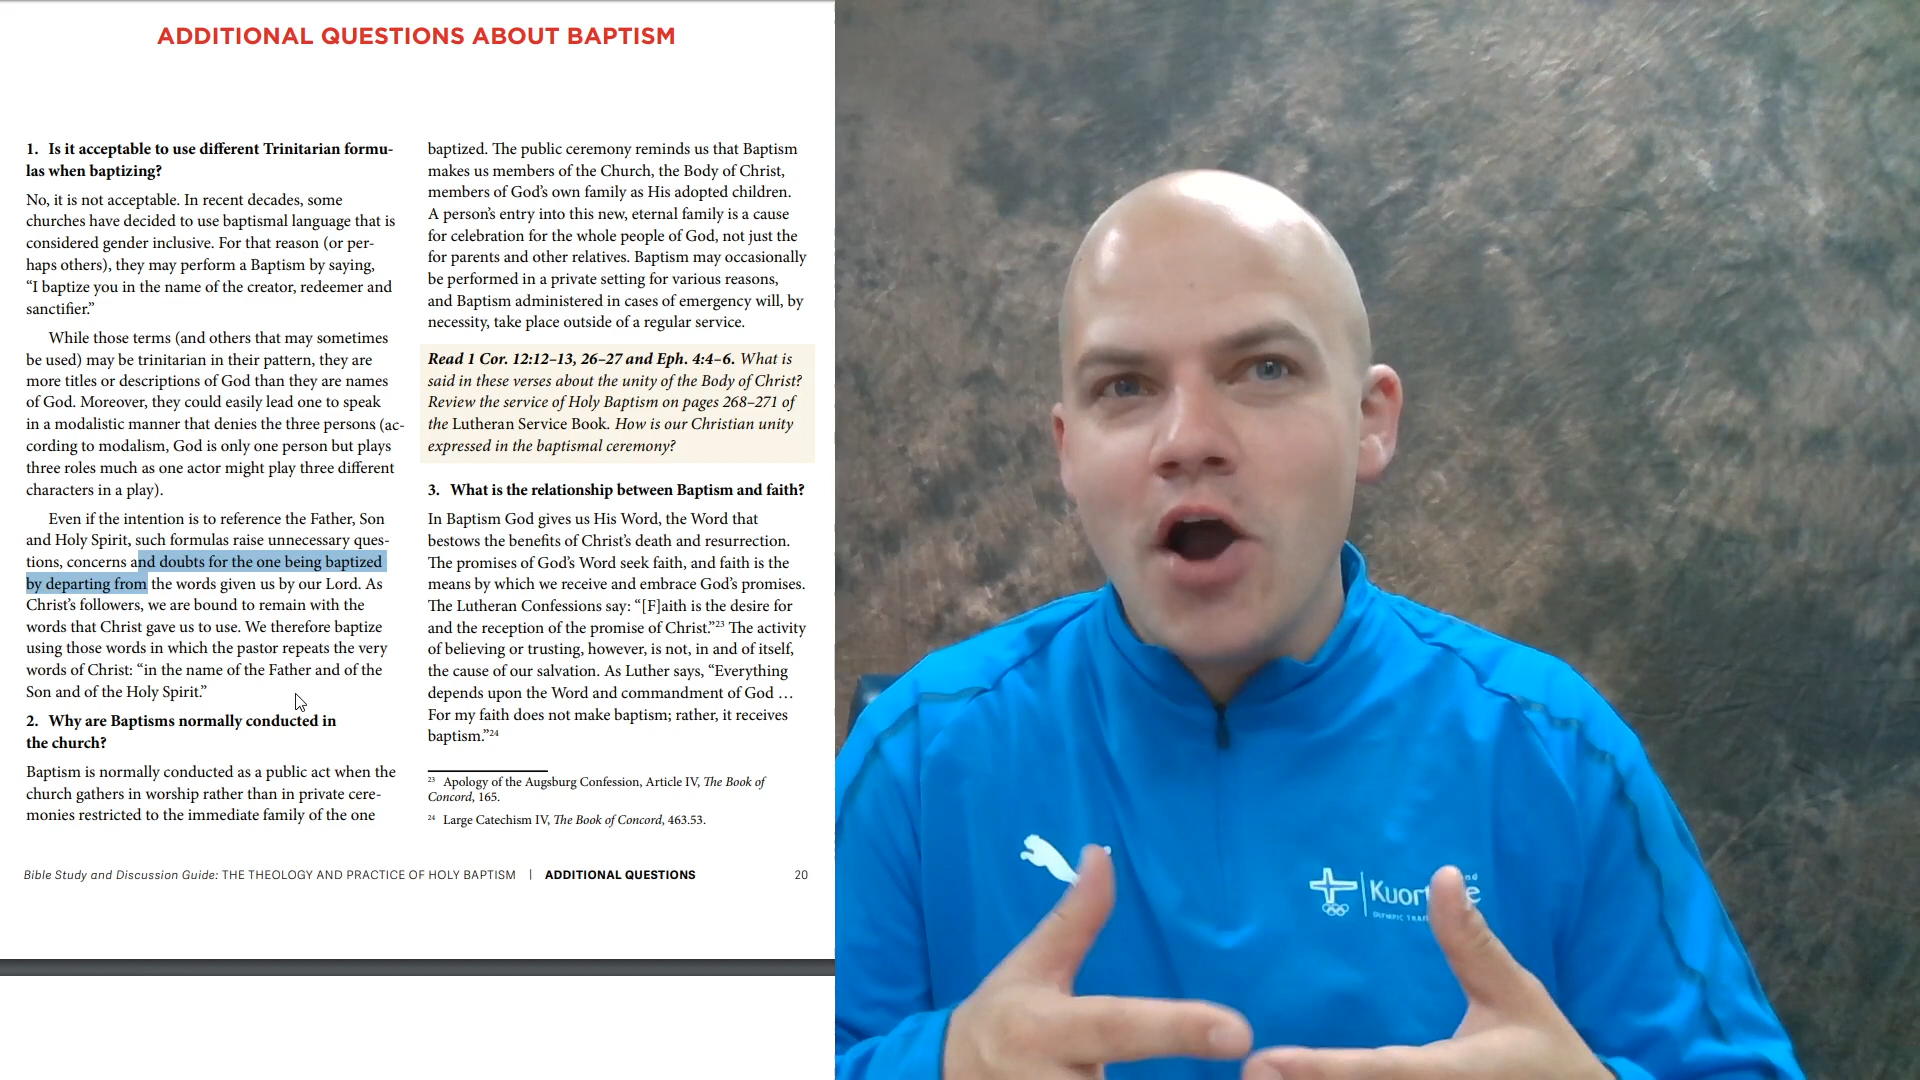 ADDITIONAL QUESTIONS ABOUT BAPTISM
1. Is it acceptable to use different Trinitarian formu-
las when baptizing?
No, it is not acceptable. In recent decades, some
churches have decided to use baptismal language that is
considered gender inclusive. For that reason (or per-
haps others), they may perform a Baptism by saying,
“I baptize you in the name of the creator, redeemer and
sanctifier.”
While those terms (and others that may sometimes
be used) may be trinitarian in their pattern, they are
more titles or descriptions of God than they are names
of God. Moreover, they could easily lead one to speak
in a modalistic manner that denies the three persons (ac-
cording to modalism, God is only one person but plays
three roles much as one actor might play three different
characters in a play).
Even if the intention is to reference the Father, Son
and Holy Spirit, such formulas raise unnecessary ques-
tions, concerns and doubts for the one being baptized
by departing from the words given us by our Lord. As
Christ’s followers, we are bound to remain with the
words that Christ gave us to use. We therefore baptize
using those words in which the pastor repeats the very
words of Christ: “in the name of the Father and of the
Son and of the Holy Spirit.”
2. Why are Baptisms normally conducted in
the church?
Baptism is normally conducted as a public act when the
church gathers in worship rather than in private cere-
monies restricted to the immediate family of the one
baptized. The public ceremony reminds us that Baptism
makes us members of the Church, the Body of Christ,
members of God’s own family as His adopted children.
A person’s entry into this new, eternal family is a cause
for celebration for the whole people of God, not just the
for parents and other relatives. Baptism may occasionally
be performed in a private setting for various reasons,
and Baptism administered in cases of emergency will, by
necessity, take place outside of a regular service.
Read 1 Cor. 12:12–13, 26–27 and Eph. 4:4–6. What is
said in these verses about the unity of the Body of Christ?
Review the service of Holy Baptism on pages 268–271 of
the Lutheran Service Book. How is our Christian unity
expressed in the baptismal ceremony?
3. What is the relationship between Baptism and faith?
In Baptism God gives us His Word, the Word that
bestows the benefits of Christ’s death and resurrection.
The promises of God’s Word seek faith, and faith is the
means by which we receive and embrace God’s promises.
The Lutheran Confessions say: “[F]aith is the desire for
and the reception of the promise of Christ.”23 The activity
of believing or trusting, however, is not, in and of itself,
the cause of our salvation. As Luther says, “Everything
depends upon the Word and commandment of God …
For my faith does not make baptism; rather, it receives
baptism.”24
23 Apology of the Augsburg Confession, Article IV, The Book of
Concord, 165.
24 Large Catechism IV, The Book of Concord, 463.53.
Bible Study and Discussion Guide: THE THEOLOGY AND PRACTICE OF HOLY BAPTISM | ADDITIONAL QUESTIONS 20